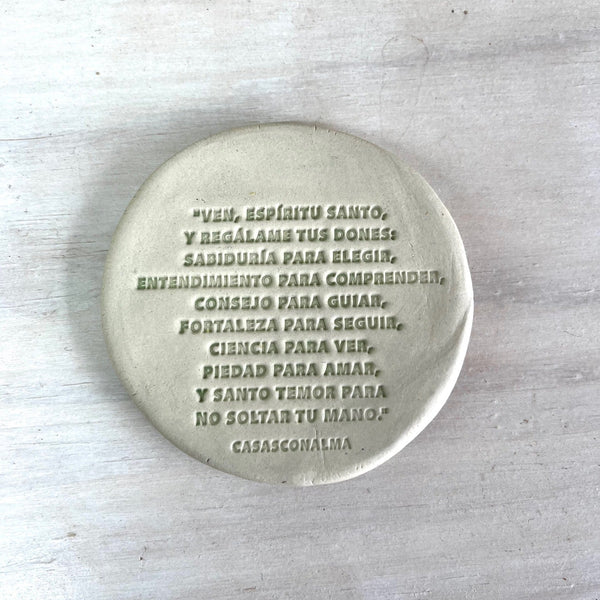 "VEN, ESPÍRITU SANTO,
Y REGÁLAME TUS DONES:
SABIDURÍA PARA ELEGIR,
ENTENDIMIENTO PARA COMPRENDER,
CONSEJO PARA GUIAR,
FORTALEZA PARA SEGUIR,
CIENCIA PARA VER,
PIEDAD PARA AMAR,
Y SANTO TEMOR PARA
NO SOLTAR TU MANO."
CASASCONALMA